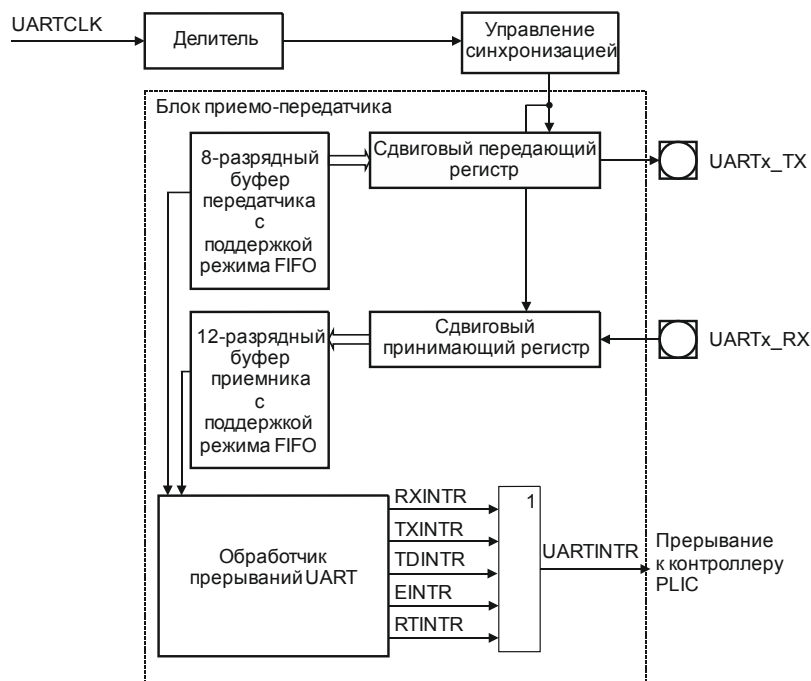 UARTCLK
Делитель
Управление
синхронизацией
Блок приемо-передатчика
8-разрядный
буфер
передатчика
с
поддержкой
режима FIFO
Сдвиговый передающий
регистр
UARTx_TX
12-разрядный
буфер
приемника
с
поддержкой
режима FIFO
Сдвиговый
принимающий регистр
UARTx_RX
Обработчик
прерываний UART
RXINTR
TXINTR
TDINTR
EINTR
RTINTR
1
UARTINTR
Прерывание
к контроллеру
PLIC